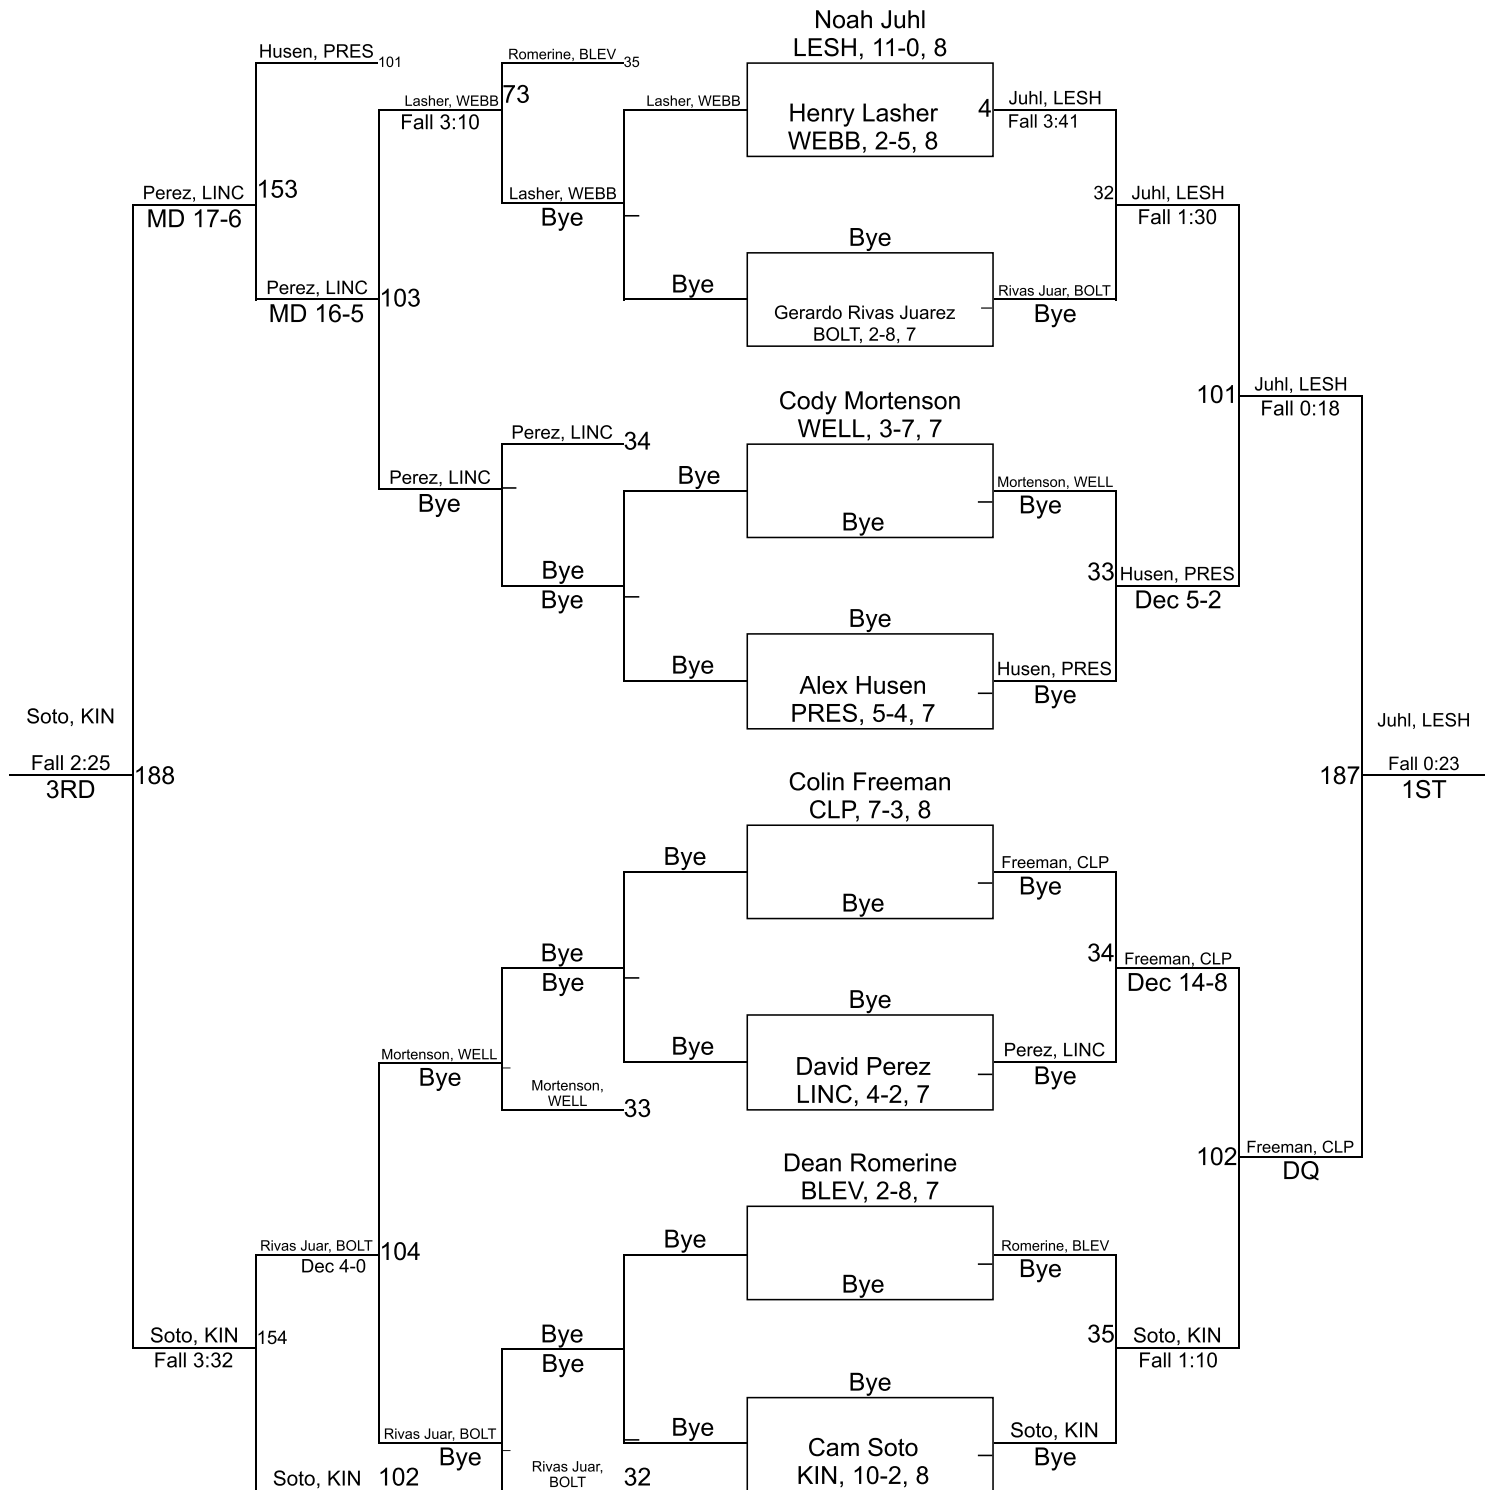 Noah Juhl
LESH, 11-0, 8
Husen, PRES 101
Romerine, BLEV 35
Lasher, WEBB 73
Fall 3:10
Lasher, WEBB
Henry Lasher
WEBB, 2-5, 8
4 Juhl, LESH
Fall 3:41
Perez, LINC 153
MD 17-6
Lasher, WEBB
Bye
32 Juhl, LESH
Fall 1:30
Bye
Perez, LINC 103
MD 16-5
Bye
Gerardo Rivas Juarez
BOLT, 2-8, 7
Rivas Juar, BOLT
Bye
Cody Mortenson
WELL, 3-7, 7
101 Juhl, LESH
Fall 0:18
Perez, LINC 34
Perez, LINC
Bye
Bye
Bye
Mortenson, WELL
Bye
Bye
Bye
33 Husen, PRES
Dec 5-2
Bye
Bye
Alex Husen
PRES, 5-4, 7
Husen, PRES
Bye
Soto, KIN
Fall 2:25
3RD
188
Juhl, LESH
187 Fall 0:23
1ST
Colin Freeman
CLP, 7-3, 8
Bye
Bye
Freeman, CLP
Bye
Bye
Bye
34 Freeman, CLP
Dec 14-8
Bye
Mortenson, WELL
Bye
Mortenson,
WELL 33
Bye
David Perez
LINC, 4-2, 7
Perez, LINC
Bye
Dean Romerine
BLEV, 2-8, 7
102 Freeman, CLP
DQ
Rivas Juar, BOLT 104
Dec 4-0
Bye
Bye
Romerine, BLEV
Bye
Soto, KIN 154
Fall 3:32
Bye
Bye
35 Soto, KIN
Fall 1:10
Bye
Rivas Juar, BOLT
Bye
Bye
Cam Soto
KIN, 10-2, 8
Soto, KIN
Bye
Soto, KIN 102
Rivas Juar,
BOLT 32